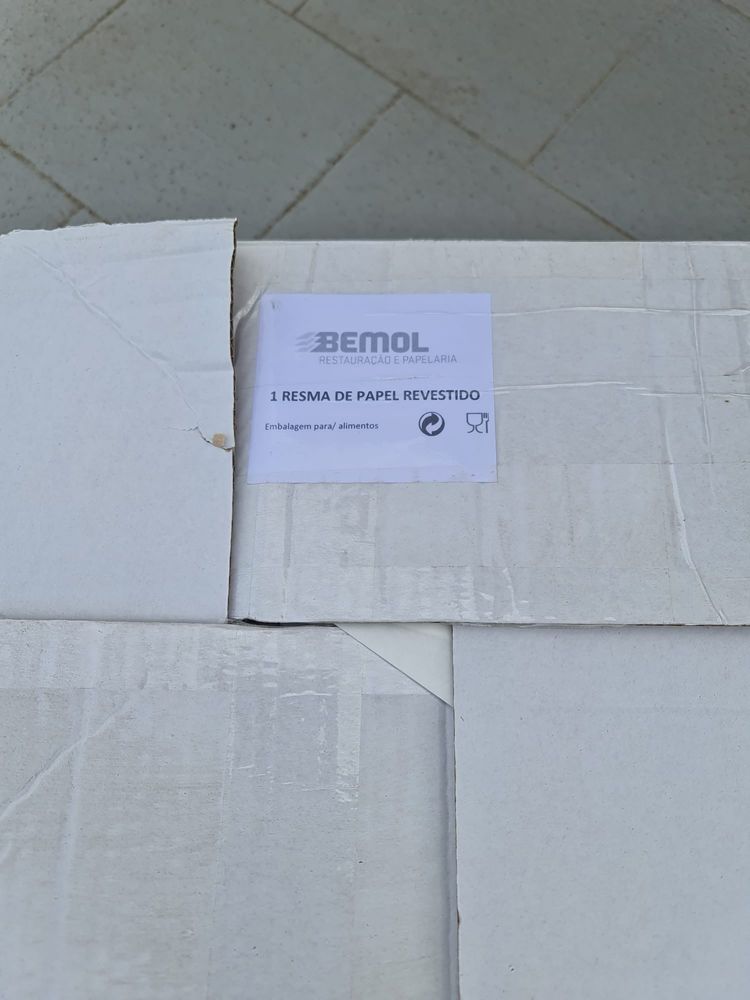 BEMOL
RESTAURAÇÃO E PAPELARIA
1 RESMA DE PAPEL REVESTIDO
Embalagem para/ alimentos